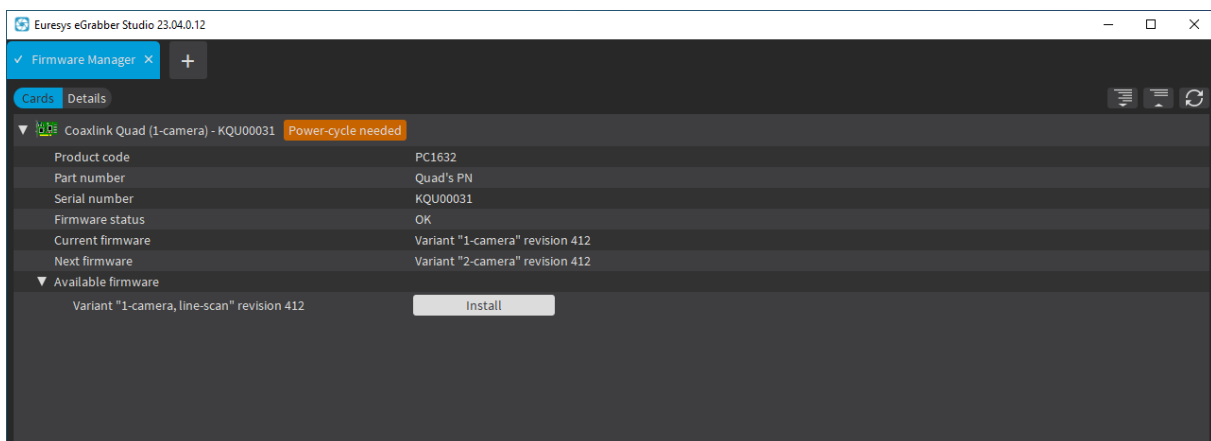 Euresys eGrabber Studio 23.04.0.12
Firmware Manager
Cards Details
Coaxlink Quad (1-camera) - KQU00031 Power-cycle needed
Product code PC1632
Part number Quad's PN
Serial number KQU00031
Firmware status OK
Current firmware Variant "1-camera" revision 412
Next firmware Variant "2-camera" revision 412
Available firmware
Variant "1-camera, line-scan" revision 412 Install